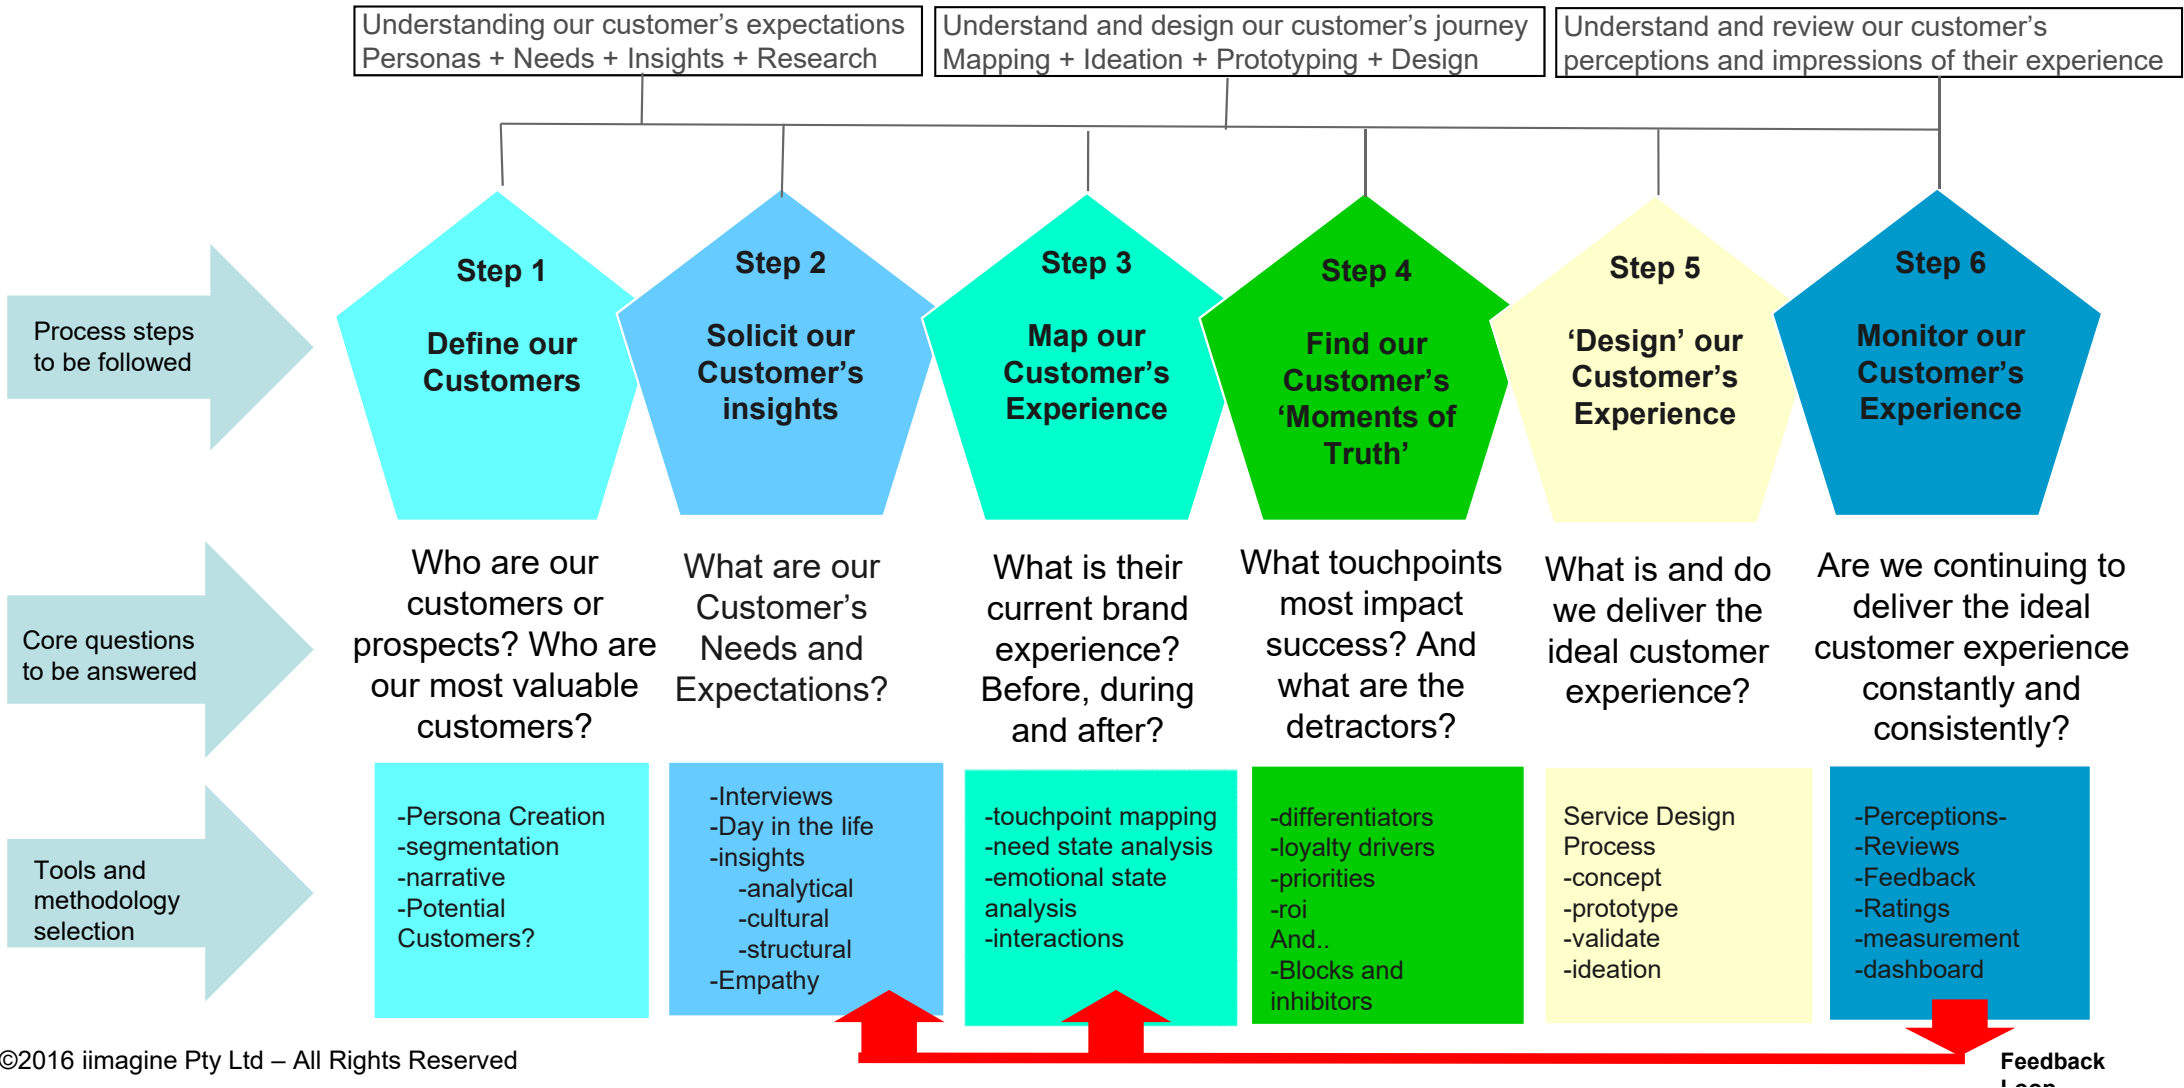 Understanding our customer’s expectations
Personas + Needs + Insights + Research
Understand and design our customer’s journey
Mapping + Ideation + Prototyping + Design
Understand and review our customer’s
perceptions and impressions of their experience
Process steps
to be followed
Step 1
Define our
Customers
Step 2
Solicit our
Customer’s
insights
Step 3
Map our
Customer’s
Experience
Step 4
Find our
Customer’s
‘Moments of
Truth’
Step 5
‘Design’ our
Customer’s
Experience
Step 6
Monitor our
Customer’s
Experience
Core questions
to be answered
Who are our
customers or
prospects? Who are
our most valuable
customers?
What are our
Customer’s
Needs and
Expectations?
What is their
current brand
experience?
Before, during
and after?
What touchpoints
most impact
success? And
what are the
detractors?
What is and do
we deliver the
ideal customer
experience?
Are we continuing to
deliver the ideal
customer experience
constantly and
consistently?
Tools and
methodology
selection
-Persona Creation
-segmentation
-narrative
-Potential
Customers?
-Interviews
-Day in the life
-insights
-analytical
-cultural
-structural
-Empathy
-touchpoint mapping
-need state analysis
-emotional state
analysis
-interactions
-differentiators
-loyalty drivers
-priorities
-roi
And..
-Blocks and
inhibitors
Service Design
Process
-concept
-prototype
-validate
-ideation
-Perceptions-
-Reviews
-Feedback
-Ratings
-measurement
-dashboard
©2016 iimagine Pty Ltd – All Rights Reserved
Feedback
Loop